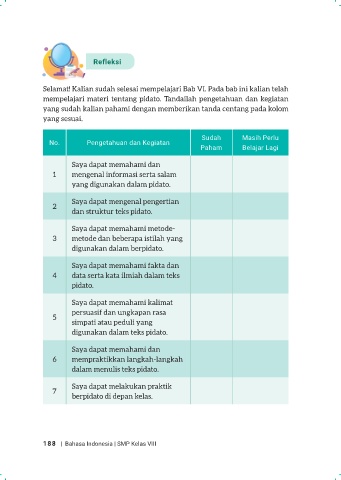 Refleksi
Selamat! Kalian sudah selesai mempelajari Bab VI. Pada bab ini kalian telah
mempelajari materi tentang pidato. Tandailah pengetahuan dan kegiatan
yang sudah kalian pahami dengan memberikan tanda centang pada kolom
yang sesuai.
No. Pengetahuan dan Kegiatan Sudah Paham Masih Perlu Belajar Lagi
1 Saya dapat memahami dan
mengenal informasi serta salam
yang digunakan dalam pidato.
2 Saya dapat mengenal pengertian
dan struktur teks pidato.
3 Saya dapat memahami metode-
metode dan beberapa istilah yang
digunakan dalam berpidato.
4 Saya dapat memahami fakta dan
data serta kata ilmiah dalam teks
pidato.
5 Saya dapat memahami kalimat
persuasif dan ungkapan rasa
simpati atau peduli yang
digunakan dalam teks pidato.
6 Saya dapat memahami dan
mempraktikkan langkah-langkah
dalam menulis teks pidato.
7 Saya dapat melakukan praktik
berpidato di depan kelas.
188 | Bahasa Indonesia | SMP Kelas VIII